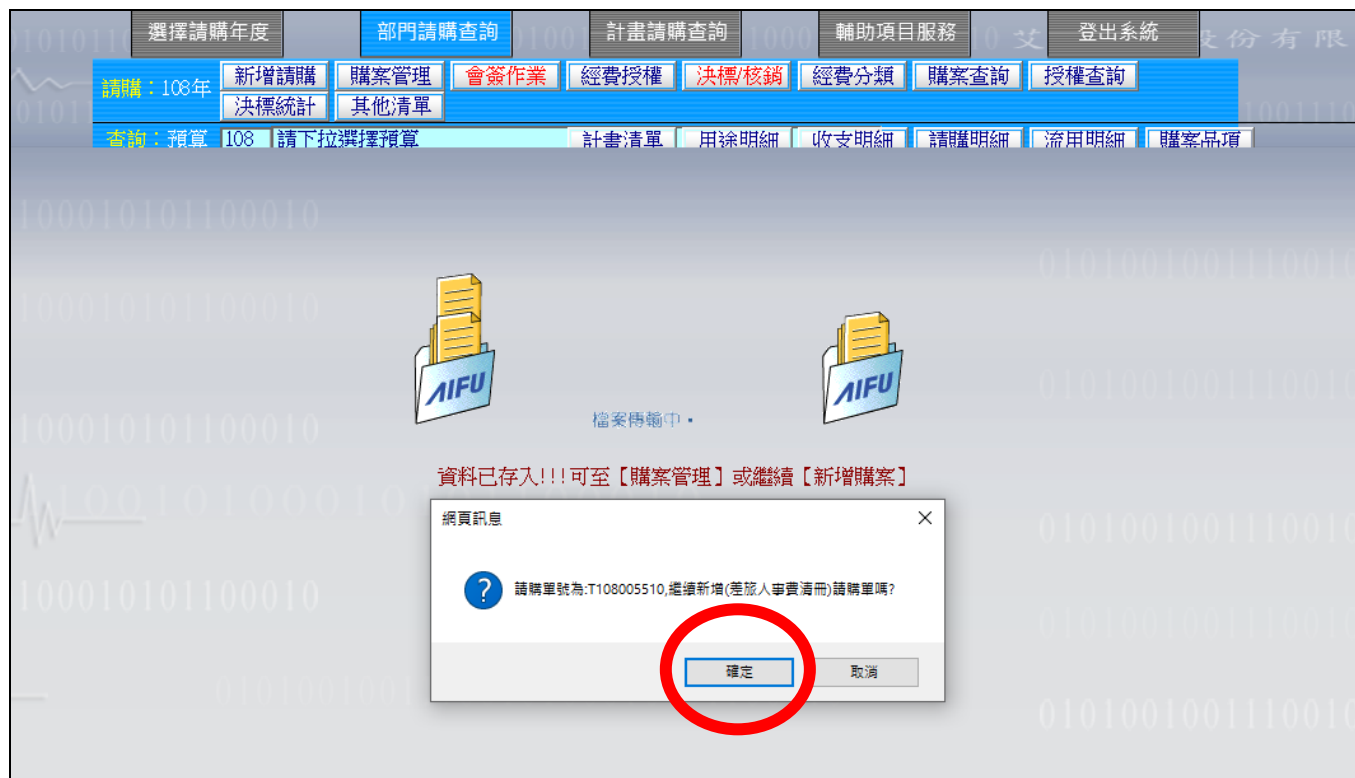 選擇請購年度 部門請購查詢 計畫請購查詢 輔助項目服務 登出系統
艾 股份有限
請購：108年 新增請購 購案管理 會簽作業 經費授權 決標/核銷 經費分類 購案查詢 授權查詢
決標統計 其他清單
查詢：預算 108 請下拉選擇預算 計畫清單 用途明細 收支明細 請購明細 流用明細 購案品項
AIFU AIFU
檔案傳輸中▪
資料已存入!!!可至【購案管理】或繼續【新增購案】
網頁訊息
請購單號為:T108005510,繼續新增(差旅人事費清冊)請購單嗎?
確定 取消